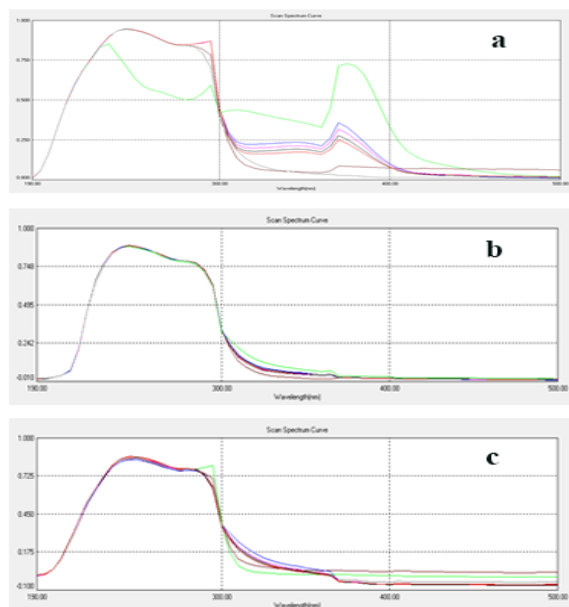 Scan Spectrum Curve
a
1.000
0.750
0.500
0.250
0.000
190.00 300.00 400.00 500.00
Wavelength(nm)
Scan Spectrum Curve
b
1.000
0.748
0.495
0.242
-0.010
190.00 300.00 400.00 500.00
Wavelength(nm)
Scan Spectrum Curve
c
1.000
0.725
0.450
0.175
-0.100
190.00 300.00 400.00 500.00
Wavelength(nm)